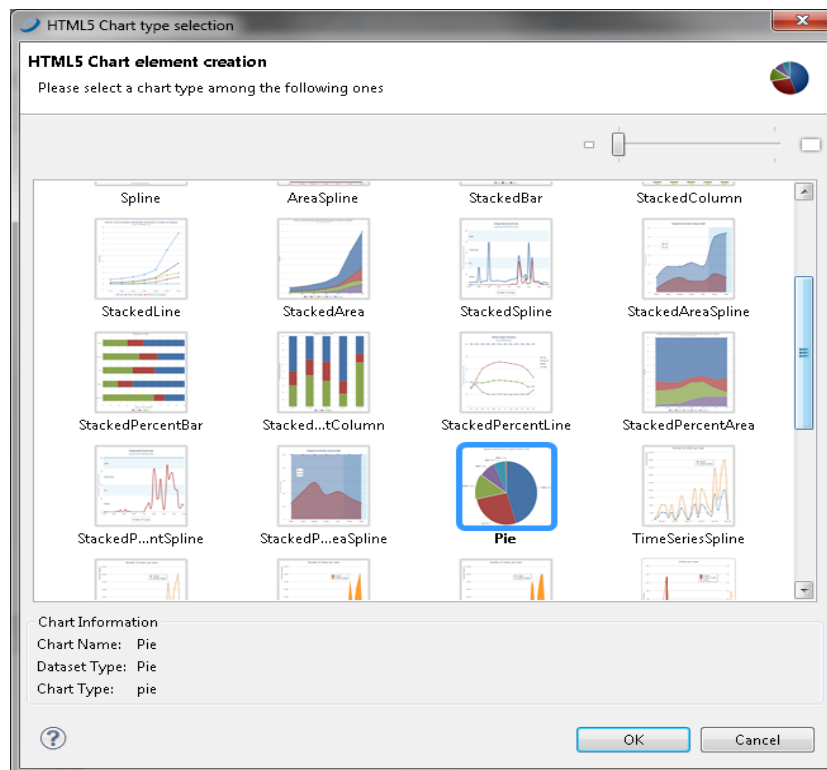 HTML5 Chart type selection
HTML5 Chart element creation
Please select a chart type among the following ones
Spline AreaSpline StackedBar StackedColumn
StackedLine StackedArea StackedSpline StackedAreaSpline
StackedPercentBar Stacked...tColumn StackedPercentLine StackedPercentArea
StackedP...ntSpline StackedP...eaSpline Pie TimeSeriesSpline
Chart Information
Chart Name: Pie
Dataset Type: Pie
Chart Type: pie
?
OK Cancel